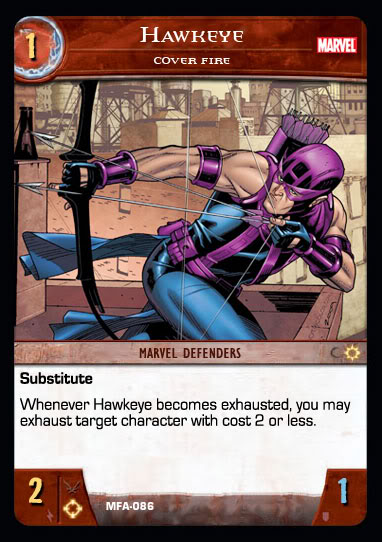 1
Hawkeye
COVER FIRE
MARVEL
MARVEL DEFENDERS
C
Substitute
Whenever Hawkeye becomes exhausted, you may
exhaust target character with cost 2 or less.
2
MFA-086
1